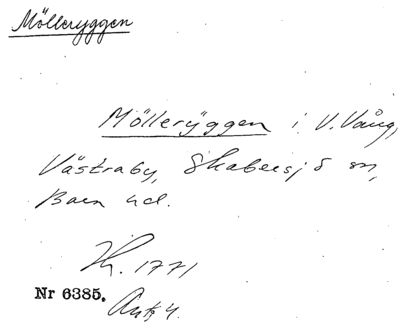 Mölleryggen
Mölleryggen i V. Vång,
Västraby, Skabersjö sn,
Bara hd.
1771
Nr 6385.